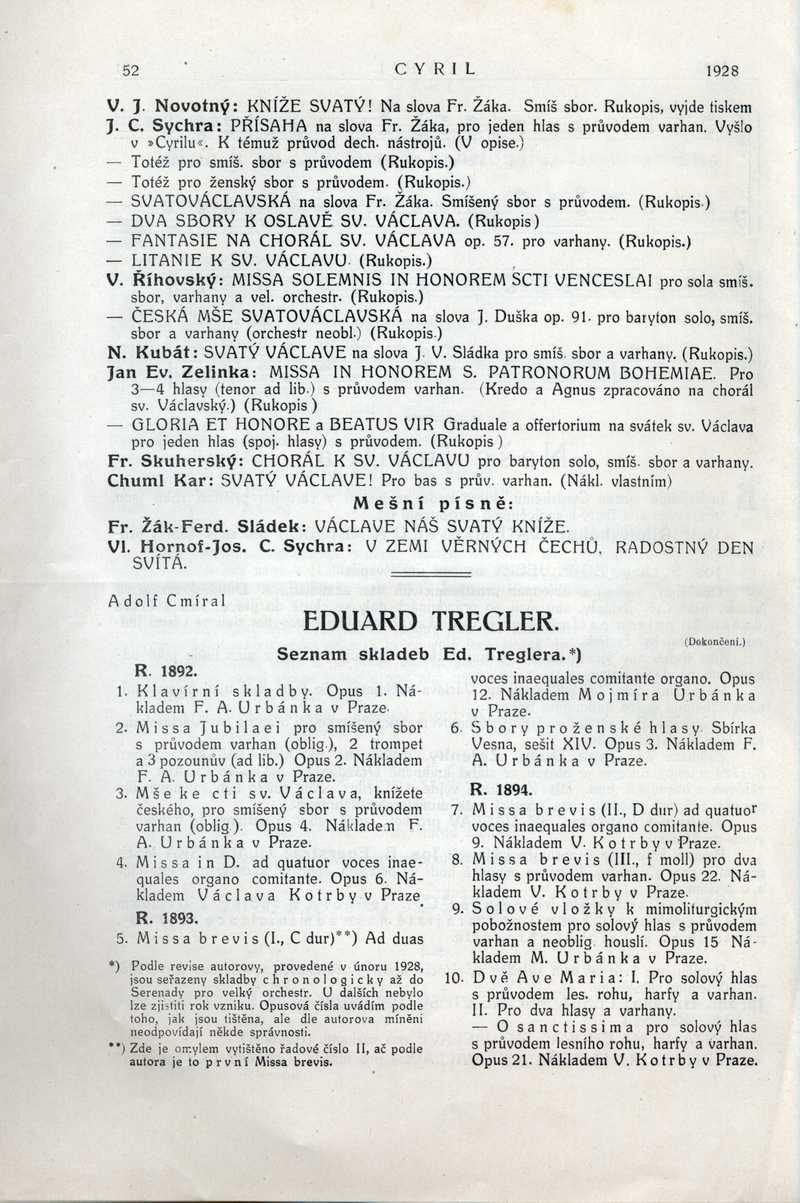 52 CYRIL 1928
V. J. Novotný: KNÍŽE SVATÝ! Na slova Fr. Žáka. Smíš sbor. Rukopis, vyjde tiskem
J. C. Sychra: PŘÍSAHA na slova Fr. Žáka, pro jeden hlas s průvodem varhan. Vyšlo
v »Cyrilu«. K témuž průvod dech. nástrojů. (V opise.)
— Totéž pro smíš. sbor s průvodem (Rukopis.)
— Totéž pro ženský sbor s průvodem. (Rukopis.)
— SVATOVÁCLAVSKÁ na slova Fr. Žáka. Smíšený sbor s průvodem. (Rukopis.)
— DVA SBORY K OSLAVĚ SV. VÁCLAVA. (Rukopis)
— FANTASIE NA CHORÁL SV. VÁCLAVA op. 57. pro varhany. (Rukopis.)
— LITANIE K SV. VÁCLAVU. (Rukopis.)
V. Říhovský: MISSA SOLEMNIS IN HONOREM SCTI VENCESLAI pro sola smíš.
sbor, varhany a vel. orchestr. (Rukopis.)
— ČESKÁ MŠE SVATOVÁCLAVSKÁ na slova J. Duška op. 91. pro baryton solo, smíš.
sbor a varhany (orchestr neobl.) (Rukopis.)
N. Kubát: SVATÝ VÁCLAVE na slova J. V. Sládka pro smíš. sbor a varhany. (Rukopis.)
Jan Ev. Zelinka: MISSA IN HONOREM S. PATRONORUM BOHEMIAE. Pro
3—4 hlasy (tenor ad lib.) s průvodem varhan. (Kredo a Agnus zpracováno na chorál
sv. Václavský.) (Rukopis )
— GLORIA ET HONORE a BEATUS VIR Graduale a offertorium na svátek sv. Václava
pro jeden hlas (spoj. hlasy) s průvodem. (Rukopis )
Fr. Skuherský: CHORÁL K SV. VÁCLAVU pro baryton solo, smíš. sbor a varhany.
Chuml Kar: SVATÝ VÁCLAVE! Pro bas s prův. varhan. (Nákl. vlastním)
Mešní písně:
Fr. Žák-Ferd. Sládek: VÁCLAVE NÁŠ SVATÝ KNÍŽE.
Vl. Hornof-Jos. C. Sychra: V ZEMI VĚRNÝCH ČECHŮ, RADOSTNÝ DEN
SVÍTÁ.
Adolf Cmíral
EDUARD TREGLER.
(Dokončení.)
Seznam skladeb Ed. Treglera.*)
R. 1892.
1. Klavírní skladby. Opus 1. Ná-
kladem F. A. Urbánka v Praze.
2. Missa Jubilaei pro smíšený sbor
s průvodem varhan (oblig.), 2 trompet
a 3 pozounův (ad lib.) Opus 2. Nákladem
F. A. Urbánka v Praze.
3. Mše ke cti sv. Václava, knížete
českého, pro smíšený sbor s průvodem
varhan (oblig.). Opus 4. Nákladem F.
A. Urbánka v Praze.
4. Missa in D. ad quatuor voces inae-
quales organo comitante. Opus 6. Ná-
kladem Václava Kotrby v Praze
R. 1893.
5. Missa brevis (I., C dur)**) Ad duas
*) Podle revise autorovy, provedené v únoru 1928,
jsou seřazeny skladby chronologicky až do
Serenady pro velký orchestr. U dalších nebylo
lze zjistiti rok vzniku. Opusová čísla uvádím podle
toho, jak jsou tištěna, ale dle autorova mínění
neodpovídají někde správnosti.
**) Zde je omylem vytištěno řadové číslo II, ač podle
autora je to první Missa brevis.
voces inaequales comitante organo. Opus
12. Nákladem Mojmíra Urbánka
v Praze.
6. Sbory pro ženské hlasy. Sbírka
Vesna, sešit XIV. Opus 3. Nákladem F.
A. Urbánka v Praze.
R. 1894.
7. Missa brevis (II., D dur) ad quatuor
voces inaequales organo comitante. Opus
9. Nákladem V. Kotrby v Praze.
8. Missa brevis (III., f moll) pro dva
hlasy s průvodem varhan. Opus 22. Ná-
kladem V. Kotrby v Praze.
9. Solové vložky k mimoliturgickým
pobožnostem pro solový hlas s průvodem
varhan a neoblig. houslí. Opus 15 Ná-
kladem M. Urbánka v Praze.
10. Dvě Ave Maria: I. Pro solový hlas
s průvodem les. rohu, harfy a varhan.
II. Pro dva hlasy a varhany.
— O sanctissima pro solový hlas
s průvodem lesního rohu, harfy a varhan.
Opus 21. Nákladem V. Kotrby v Praze.